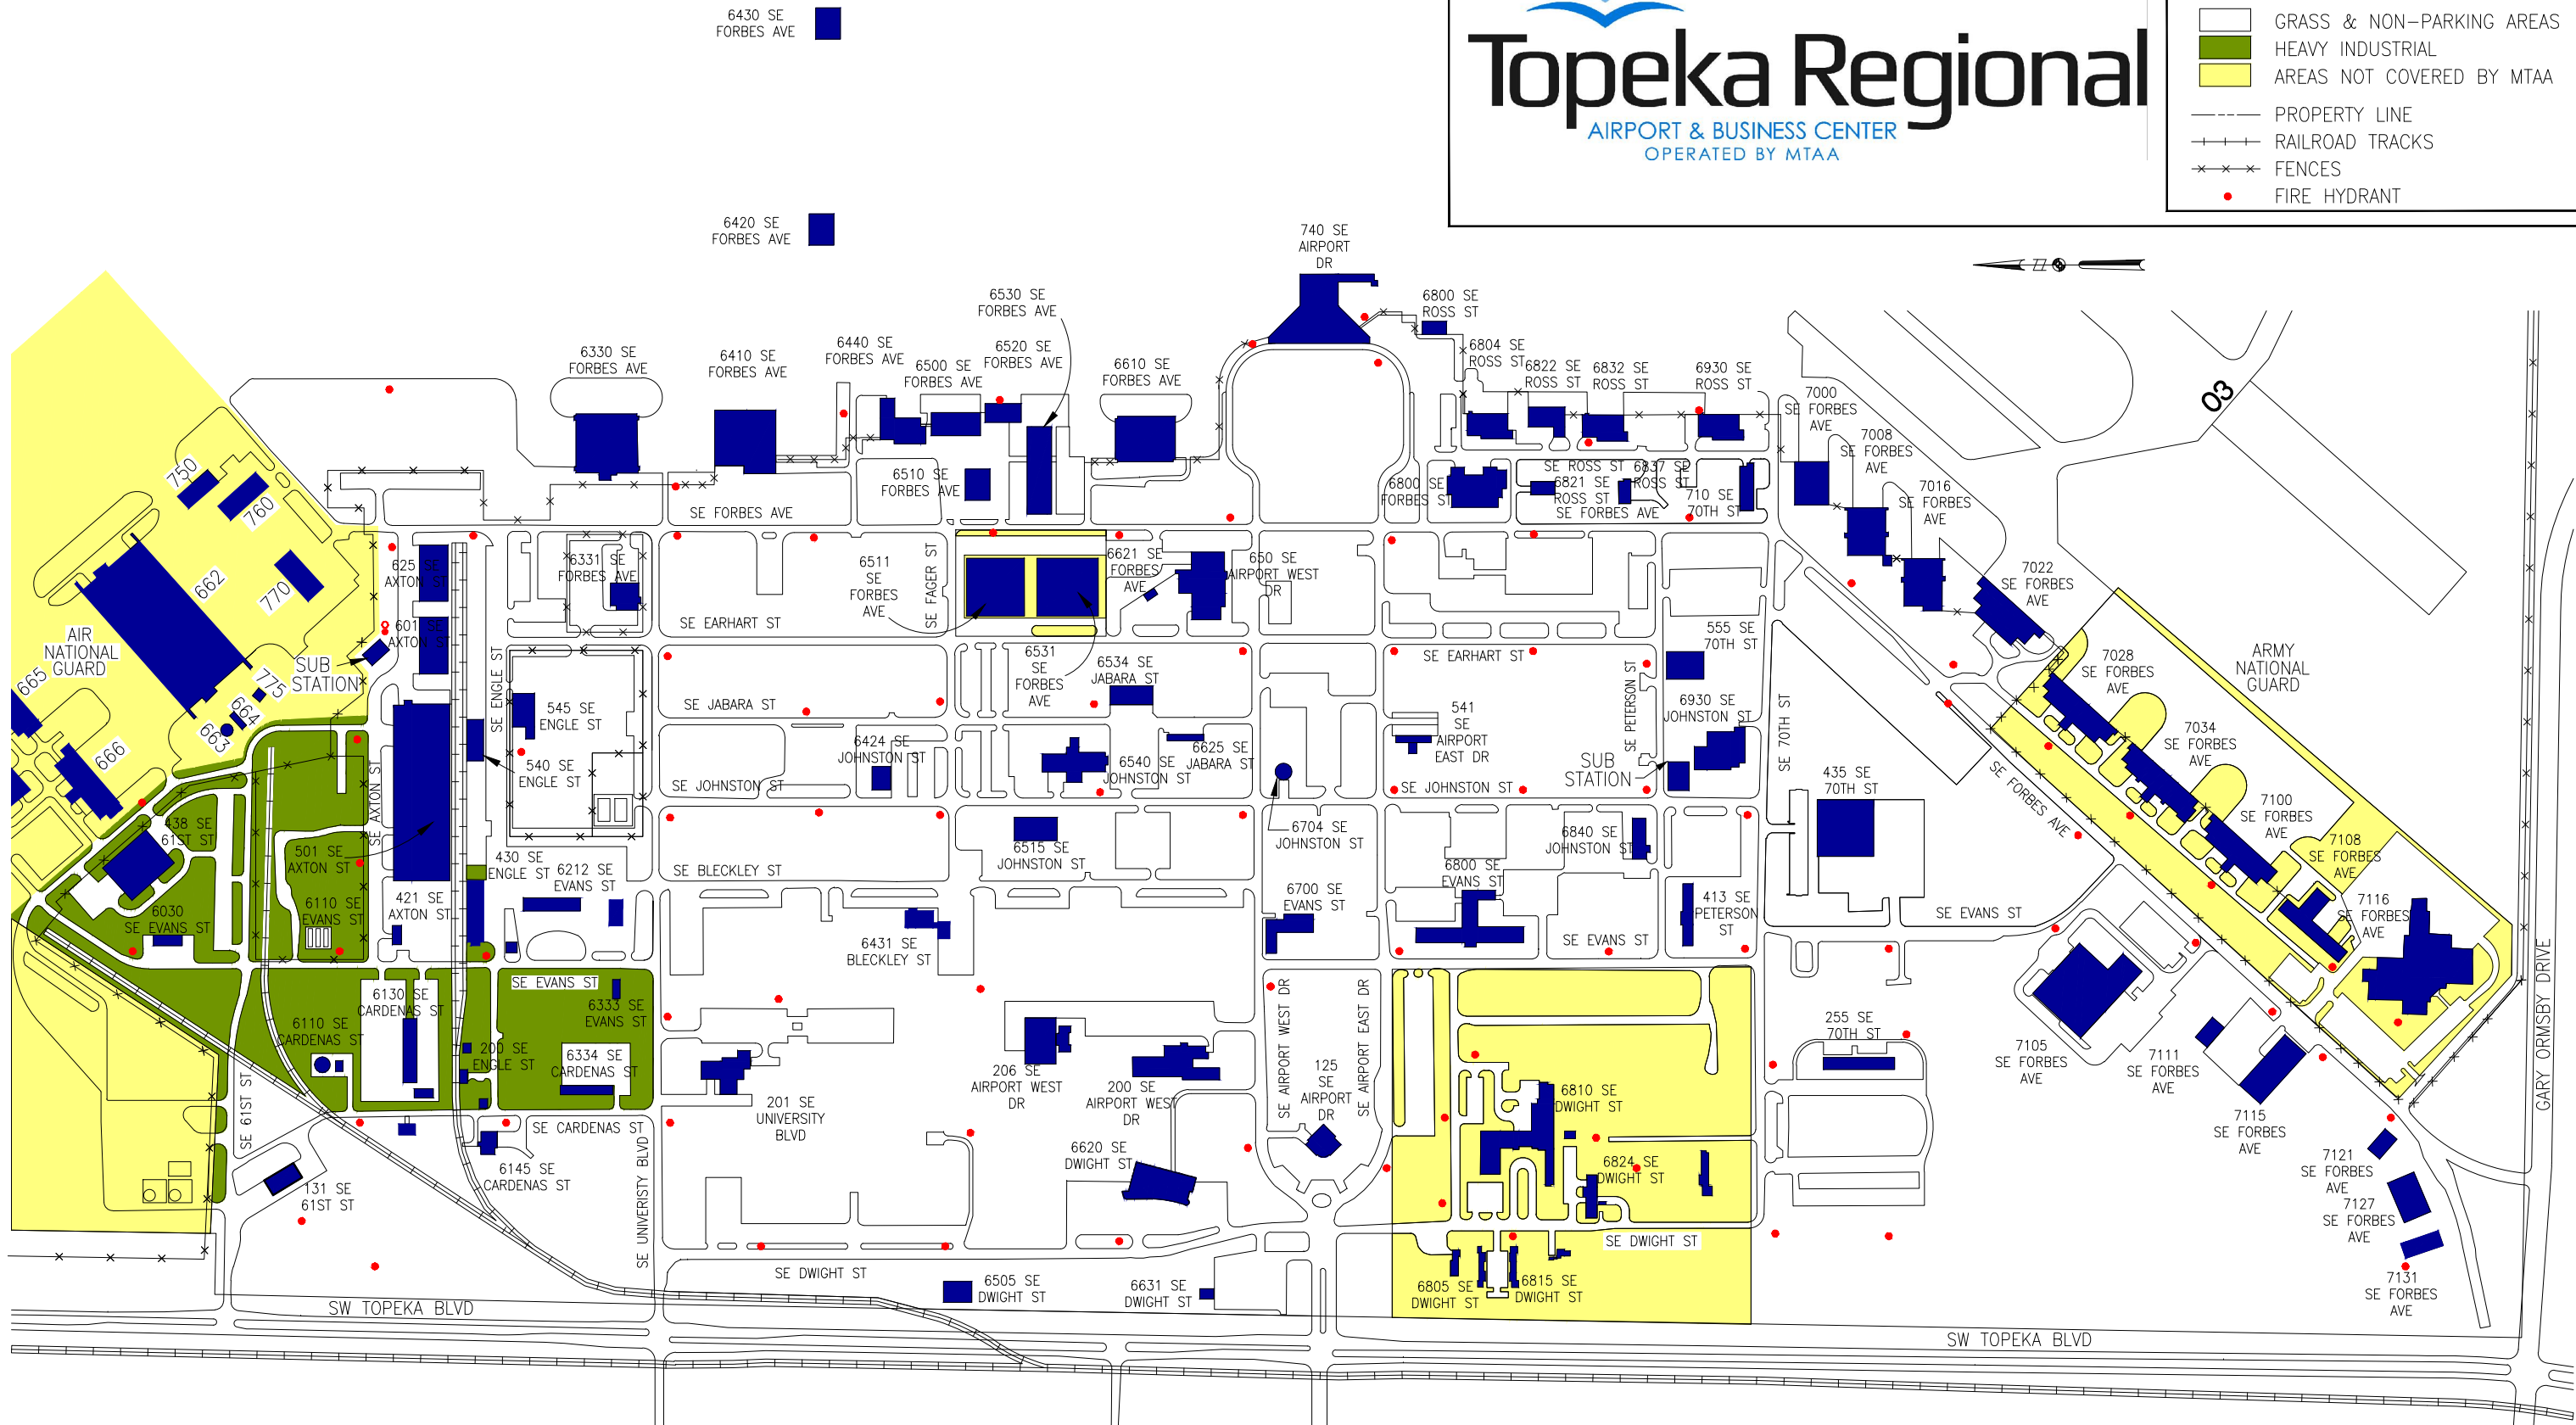 6430 SE
FORBES AVE
Topeka Regional
AIRPORT & BUSINESS CENTER
OPERATED BY MTAA
GRASS & NON-PARKING AREAS
HEAVY INDUSTRIAL
AREAS NOT COVERED BY MTAA
PROPERTY LINE
RAILROAD TRACKS
FENCES
FIRE HYDRANT
6420 SE
FORBES AVE
740 SE
AIRPORT
DR
N
6530 SE
FORBES AVE
6800 SE
ROSS ST
6330 SE
FORBES AVE
6410 SE
FORBES AVE
6440 SE
FORBES AVE
6500 SE
FORBES AVE
6520 SE
FORBES AVE
6610 SE
FORBES AVE
6804 SE
ROSS ST
6822 SE
ROSS ST
6832 SE
ROSS ST
6930 SE
ROSS ST
7000
SE FORBES
AVE
03
7008
SE FORBES
AVE
7016
SE FORBES
AVE
750
760
6510 SE
FORBES AVE
6800 SE
FORBES ST
SE ROSS ST
6821 SE
ROSS ST
6837 SE
ROSS ST
710 SE
70TH ST
SE FORBES AVE
SE FORBES AVE
662
770
625 SE
AXTON ST
6331 SE
FORBES AVE
6511
SE
FORBES
AVE
SE FAGER ST
6621 SE
FORBES
AVE
650 SE
AIRPORT WEST
DR
7022
SE FORBES
AVE
AIR
NATIONAL
GUARD
601 SE
AXTON ST
SE EARHART ST
SUB
STATION
SE ENGLE ST
6531
SE
FORBES
AVE
6534 SE
JABARA ST
SE EARHART ST
SE PETERSON ST
555 SE
70TH ST
7028
SE FORBES
AVE
ARMY
NATIONAL
GUARD
665
775
664
663
666
545 SE
ENGLE ST
SE JABARA ST
541
SE
AIRPORT
EAST DR
6930 SE
JOHNSTON ST
SE 70TH ST
7034
SE FORBES
AVE
540 SE
ENGLE ST
6424 SE
JOHNSTON ST
6540 SE
JOHNSTON ST
6625 SE
JABARA ST
SUB
STATION
SE JOHNSTON ST
SE JOHNSTON ST
435 SE
70TH ST
SE FORBES AVE
7100
SE FORBES
AVE
SE AXTON ST
438 SE
61ST ST
501 SE
AXTON ST
430 SE
ENGLE ST
6212 SE
EVANS ST
SE BLECKLEY ST
6515 SE
JOHNSTON ST
6704 SE
JOHNSTON ST
6840 SE
JOHNSTON ST
6800 SE
EVANS ST
7108
SE FORBES
AVE
6030
SE EVANS ST
6110 SE
EVANS ST
421 SE
AXTON ST
6431 SE
BLECKLEY ST
6700 SE
EVANS ST
SE EVANS ST
413 SE
PETERSON
ST
SE EVANS ST
7116
SE FORBES
AVE
SE EVANS ST
6130 SE
CARDENAS ST
6110 SE
CARDENAS ST
6333 SE
EVANS ST
200 SE
ENGLE ST
6334 SE
CARDENAS ST
SE AIRPORT WEST DR
SE AIRPORT EAST DR
255 SE
70TH ST
7105
SE FORBES
AVE
7111
SE FORBES
AVE
GARY ORMSBY DRIVE
206 SE
AIRPORT WEST
DR
200 SE
AIRPORT WEST
DR
125
SE
AIRPORT
DR
6810 SE
DWIGHT ST
SE 61ST ST
201 SE
UNIVERSITY
BLVD
SE CARDENAS ST
7115
SE FORBES
AVE
SE UNIVERISTY BLVD
6145 SE
CARDENAS ST
6620 SE
DWIGHT ST
6824 SE
DWIGHT ST
7121
SE FORBES
AVE
131 SE
61ST ST
7127
SE FORBES
AVE
SE DWIGHT ST
SE DWIGHT ST
6505 SE
DWIGHT ST
6631 SE
DWIGHT ST
6805 SE
DWIGHT ST
6815 SE
DWIGHT ST
7131
SE FORBES
AVE
SW TOPEKA BLVD
SW TOPEKA BLVD